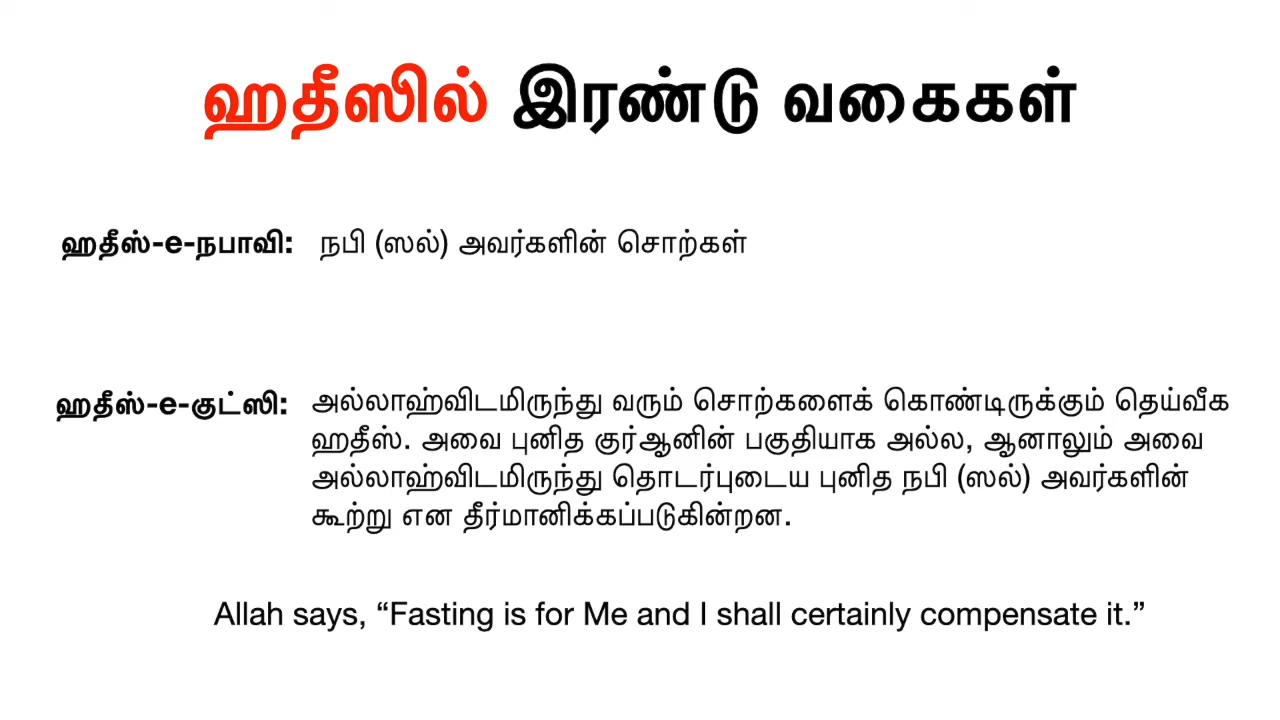 ஹதீஸில் இரண்டு வகைகள்
ஹதீஸ்-e-நபாவி: நபி (ஸல்) அவர்களின் சொற்கள்
ஹதீஸ்-e-குட்ஸி: அல்லாஹ்விடமிருந்து வரும் சொற்களைக் கொண்டிருக்கும் தெய்வீக
ஹதீஸ். அவை புனித குர்ஆனின் பகுதியாக அல்ல, ஆனாலும் அவை
அல்லாஹ்விடமிருந்து தொடர்புடைய புனித நபி (ஸல்) அவர்களின்
கூற்று என தீர்மானிக்கப்படுகின்றன.
Allah says, “Fasting is for Me and I shall certainly compensate it.”